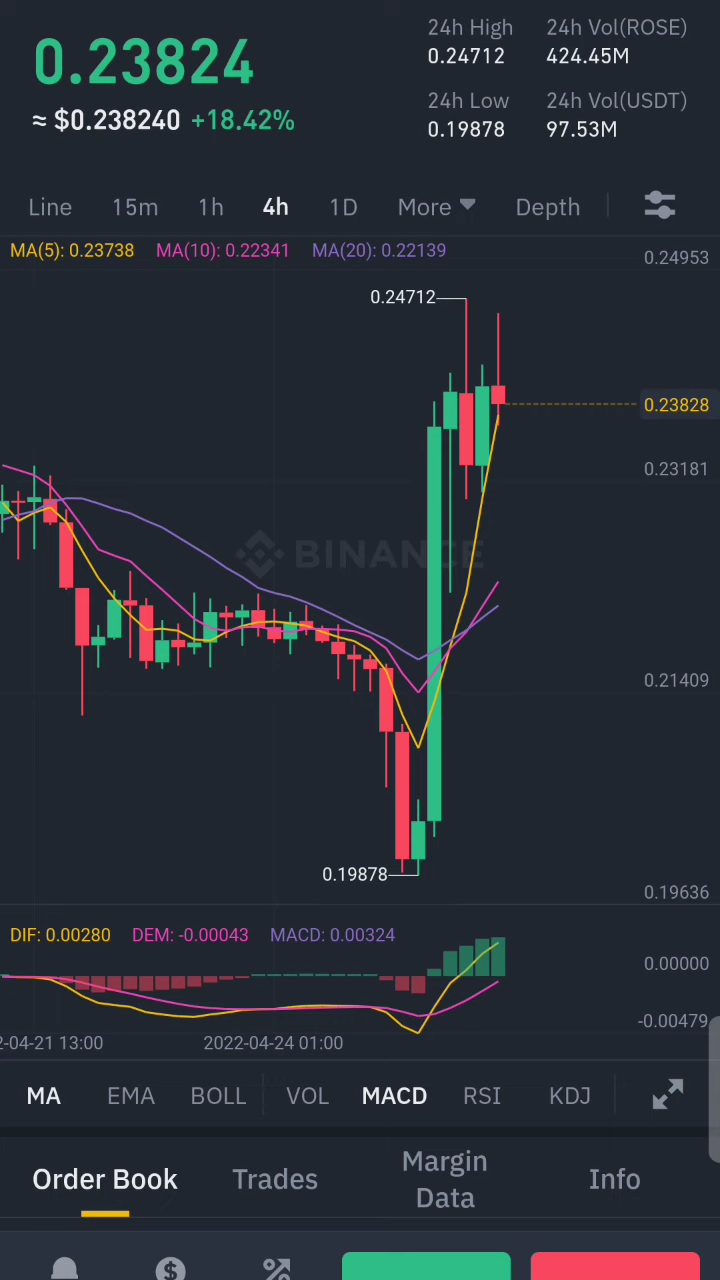 0.23824
≈ $0.238240 +18.42%
24h High 24h Vol(ROSE)
0.24712 424.45M
24h Low 24h Vol(USDT)
0.19878 97.53M
Line 15m 1h 4h 1D More Depth
MA(5): 0.23738 MA(10): 0.22341 MA(20): 0.22139
0.24953
0.24712
0.23828
0.23181
BINANCE
0.21409
0.19878
0.19636
DIF: 0.00280 DEM: -0.00043 MACD: 0.00324
0.00000
-0.00479
2-04-21 13:00 2022-04-24 01:00
MA EMA BOLL VOL MACD RSI KDJ
Order Book Trades Margin Data Info